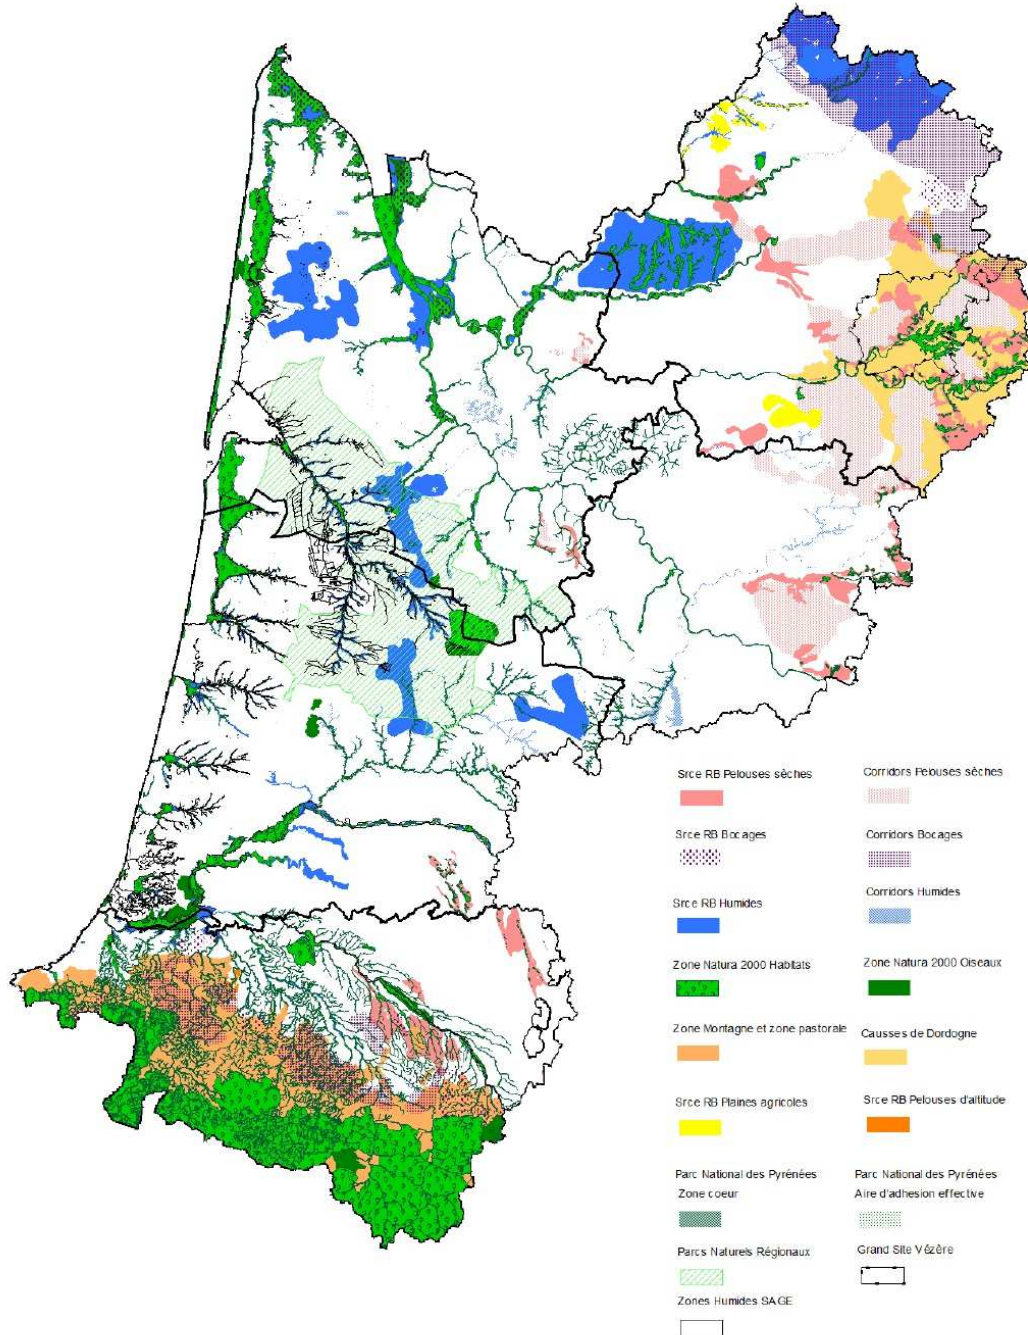 Srce RB Pelouses sèches
Corridors Pelouses sèches
Srce RB Bocages
Corridors Bocages
Srce RB Humides
Corridors Humides
Zone Natura 2000 Habitats
Zone Natura 2000 Oiseaux
Zone Montagne et zone pastorale
Causses de Dordogne
Srce RB Plaines agricoles
Srce RB Pelouses d'altitude
Parc National des Pyrénées
Zone coeur
Parc National des Pyrénées
Aire d'adhesion effective
Parcs Naturels Régionaux
Grand Site Vézère
Zones Humides SAGE